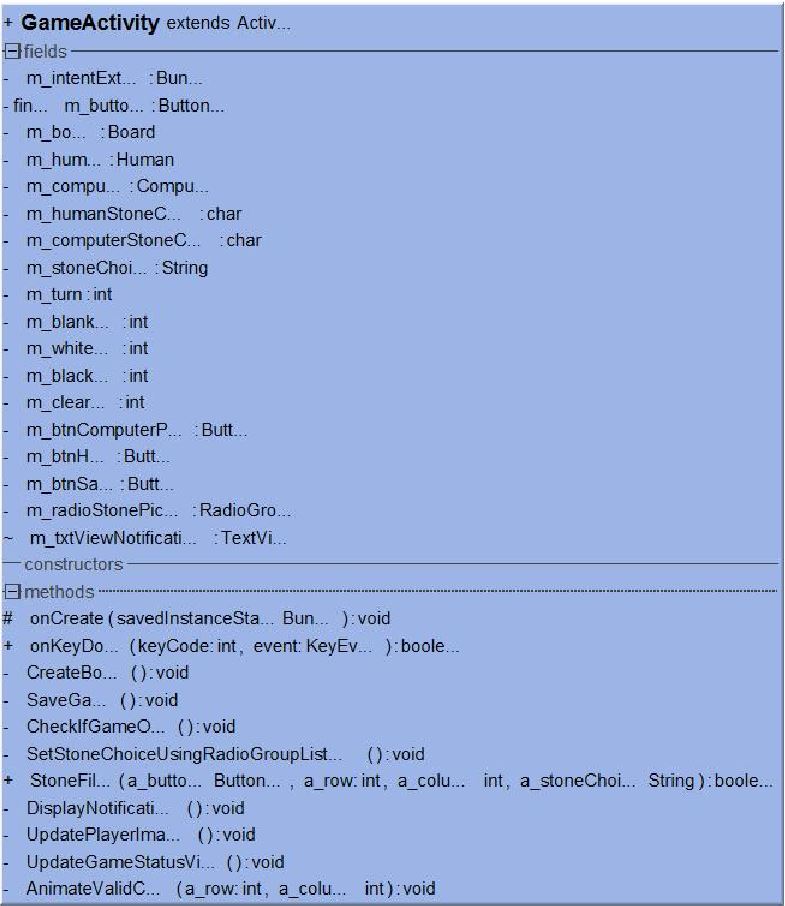 + GameActivity extends Activ...
fields
- m_intentExt... : Bun...
- fin... m_butto... : Button...
- m_bo... : Board
- m_hum... : Human
- m_compu... : Compu...
- m_humanStoneC... : char
- m_computerStoneC... : char
- m_stoneChoi... : String
- m_turn : int
- m_blank... : int
- m_white... : int
- m_black... : int
- m_clear... : int
- m_btnComputerP... : Butt...
- m_btnH... : Butt...
- m_btnSa... : Butt...
- m_radioStonePic... : RadioGro...
~ m_txtViewNotificati... : TextVi...
constructors
methods
# onCreate ( savedInstanceSta... Bun... ) : void
+ onKeyDo... ( keyCode: int , event: KeyEv... ) : boole...
- CreateBo... ( ) : void
- SaveGa... ( ) : void
- CheckIfGameO... ( ) : void
- SetStoneChoiceUsingRadioGroupList... ( ) : void
+ StoneFil... ( a_butto... Button... , a_row: int , a_colu... int , a_stoneChoi... String ) : boole...
- DisplayNotificati... ( ) : void
- UpdatePlayerIma... ( ) : void
- UpdateGameStatusVi... ( ) : void
- AnimateValidC... ( a_row: int , a_colu... int ) : void